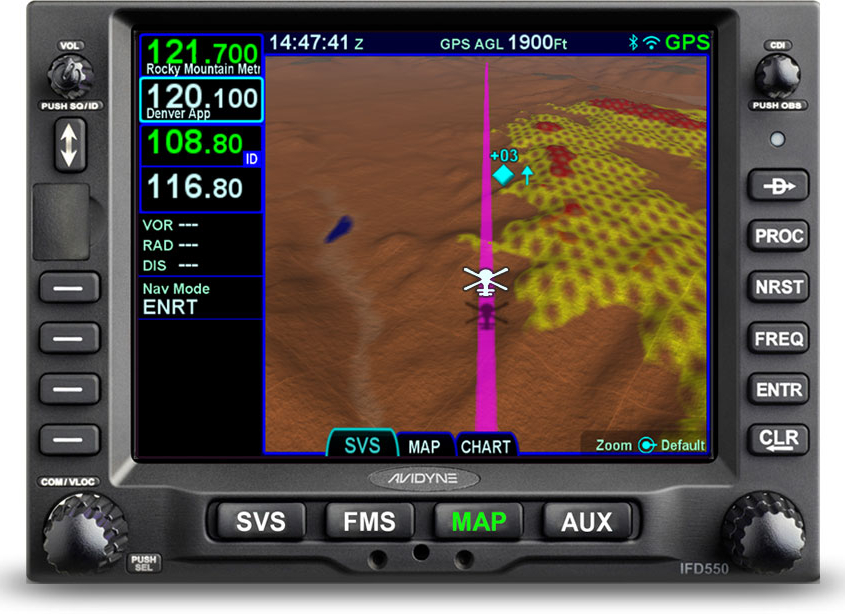 VOL
PUSH SQ/ID
121.700
Rocky Mountain Metr
120.100
Denver App
108.80
ID
116.80
VOR ---
RAD ---
DIS ---
Nav Mode
ENRT
14:47:41 Z
GPS AGL 1900Ft
GPS
+03
SVS
MAP
CHART
Zoom
Default
CDI
PUSH OBS
D
PROC
NRST
FREQ
ENTR
CLR
COM/VLOC
PUSH
SEL
AVIDYNE
SVS
FMS
MAP
AUX
IFD550